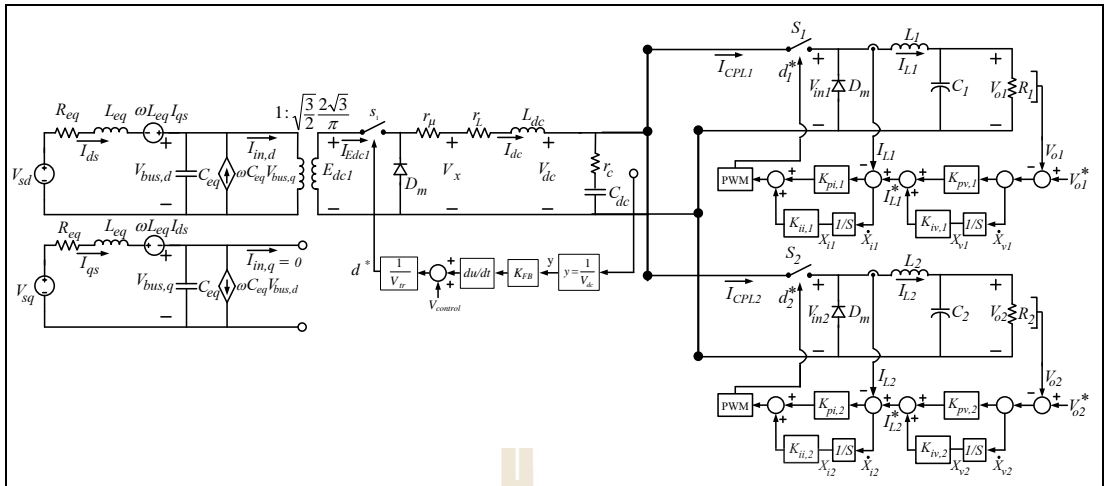 R_eq L_eq ωL_eq I_qs
I_ds
V_sd
V_bus,d
C_eq
ωC_eq V_bus,q
I_in,d
1: √(3/2) 2√3/π
E_dc1
I_Edc1
s_1
D_m
r_μ
V_x
r_L
L_dc
I_dc
V_dc
r_c
C_dc
R_eq L_eq ωL_eq I_ds
I_qs
V_sq
V_bus,q
C_eq
ωC_eq V_bus,d
I_in,q = 0
d*
1/V_tr
V_control
du/dt
K_FB
y
y = 1/V_dc
S_1
I_CPL1
d_1*
V_in1
D_m
L_1
I_L1
C_1
V_o1
R_1
I_L1
V_o1
PWM
K_pi,1
I_L1*
K_pv,1
V_o1*
K_ii,1
1/S
K_iv,1
1/S
X_i1
Ẋ_i1
X_v1
Ẋ_v1
S_2
I_CPL2
d_2*
V_in2
D_m
L_2
I_L2
C_2
V_o2
R_2
I_L2
V_o2
PWM
K_pi,2
I_L2*
K_pv,2
V_o2*
K_ii,2
1/S
K_iv,2
1/S
X_i2
Ẋ_i2
X_v2
Ẋ_v2